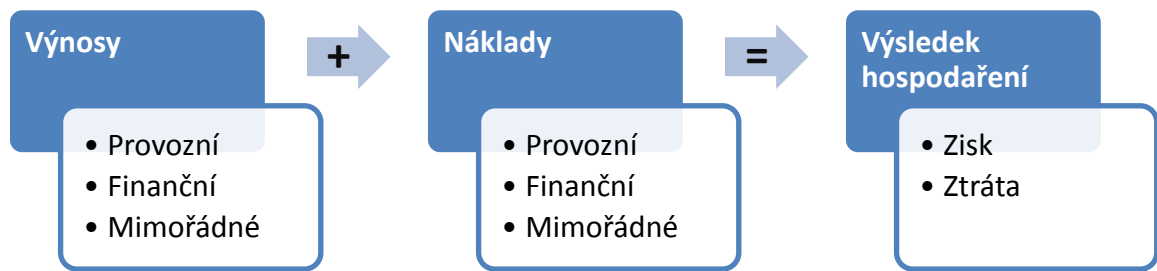 Výnosy
• Provozní
• Finanční
• Mimořádné
+
Náklady
• Provozní
• Finanční
• Mimořádné
=
Výsledek
hospodaření
• Zisk
• Ztráta